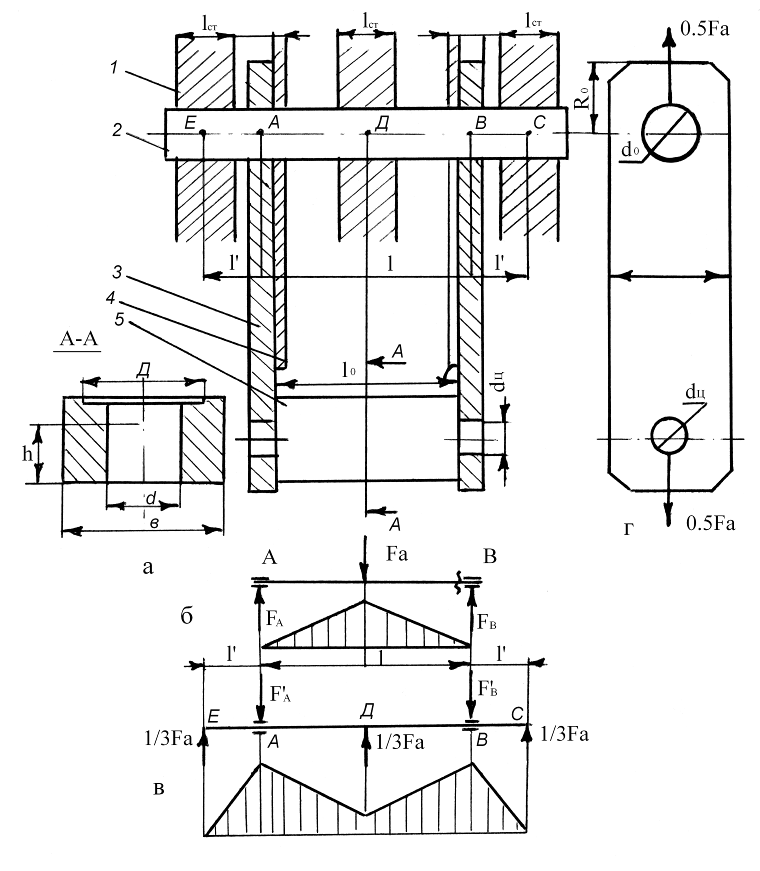 lст lст lст
1
E A Д B C
2
l' l l'
3
4
5
А-А
Д
А
l₀
dц
h
d
в
А
а
0.5Fa
R₀
d₀
dц
0.5Fa
г
A Fa B
б
FA FB
l' l l'
F'A F'B
E Д C
1/3Fa A 1/3Fa B 1/3Fa
в